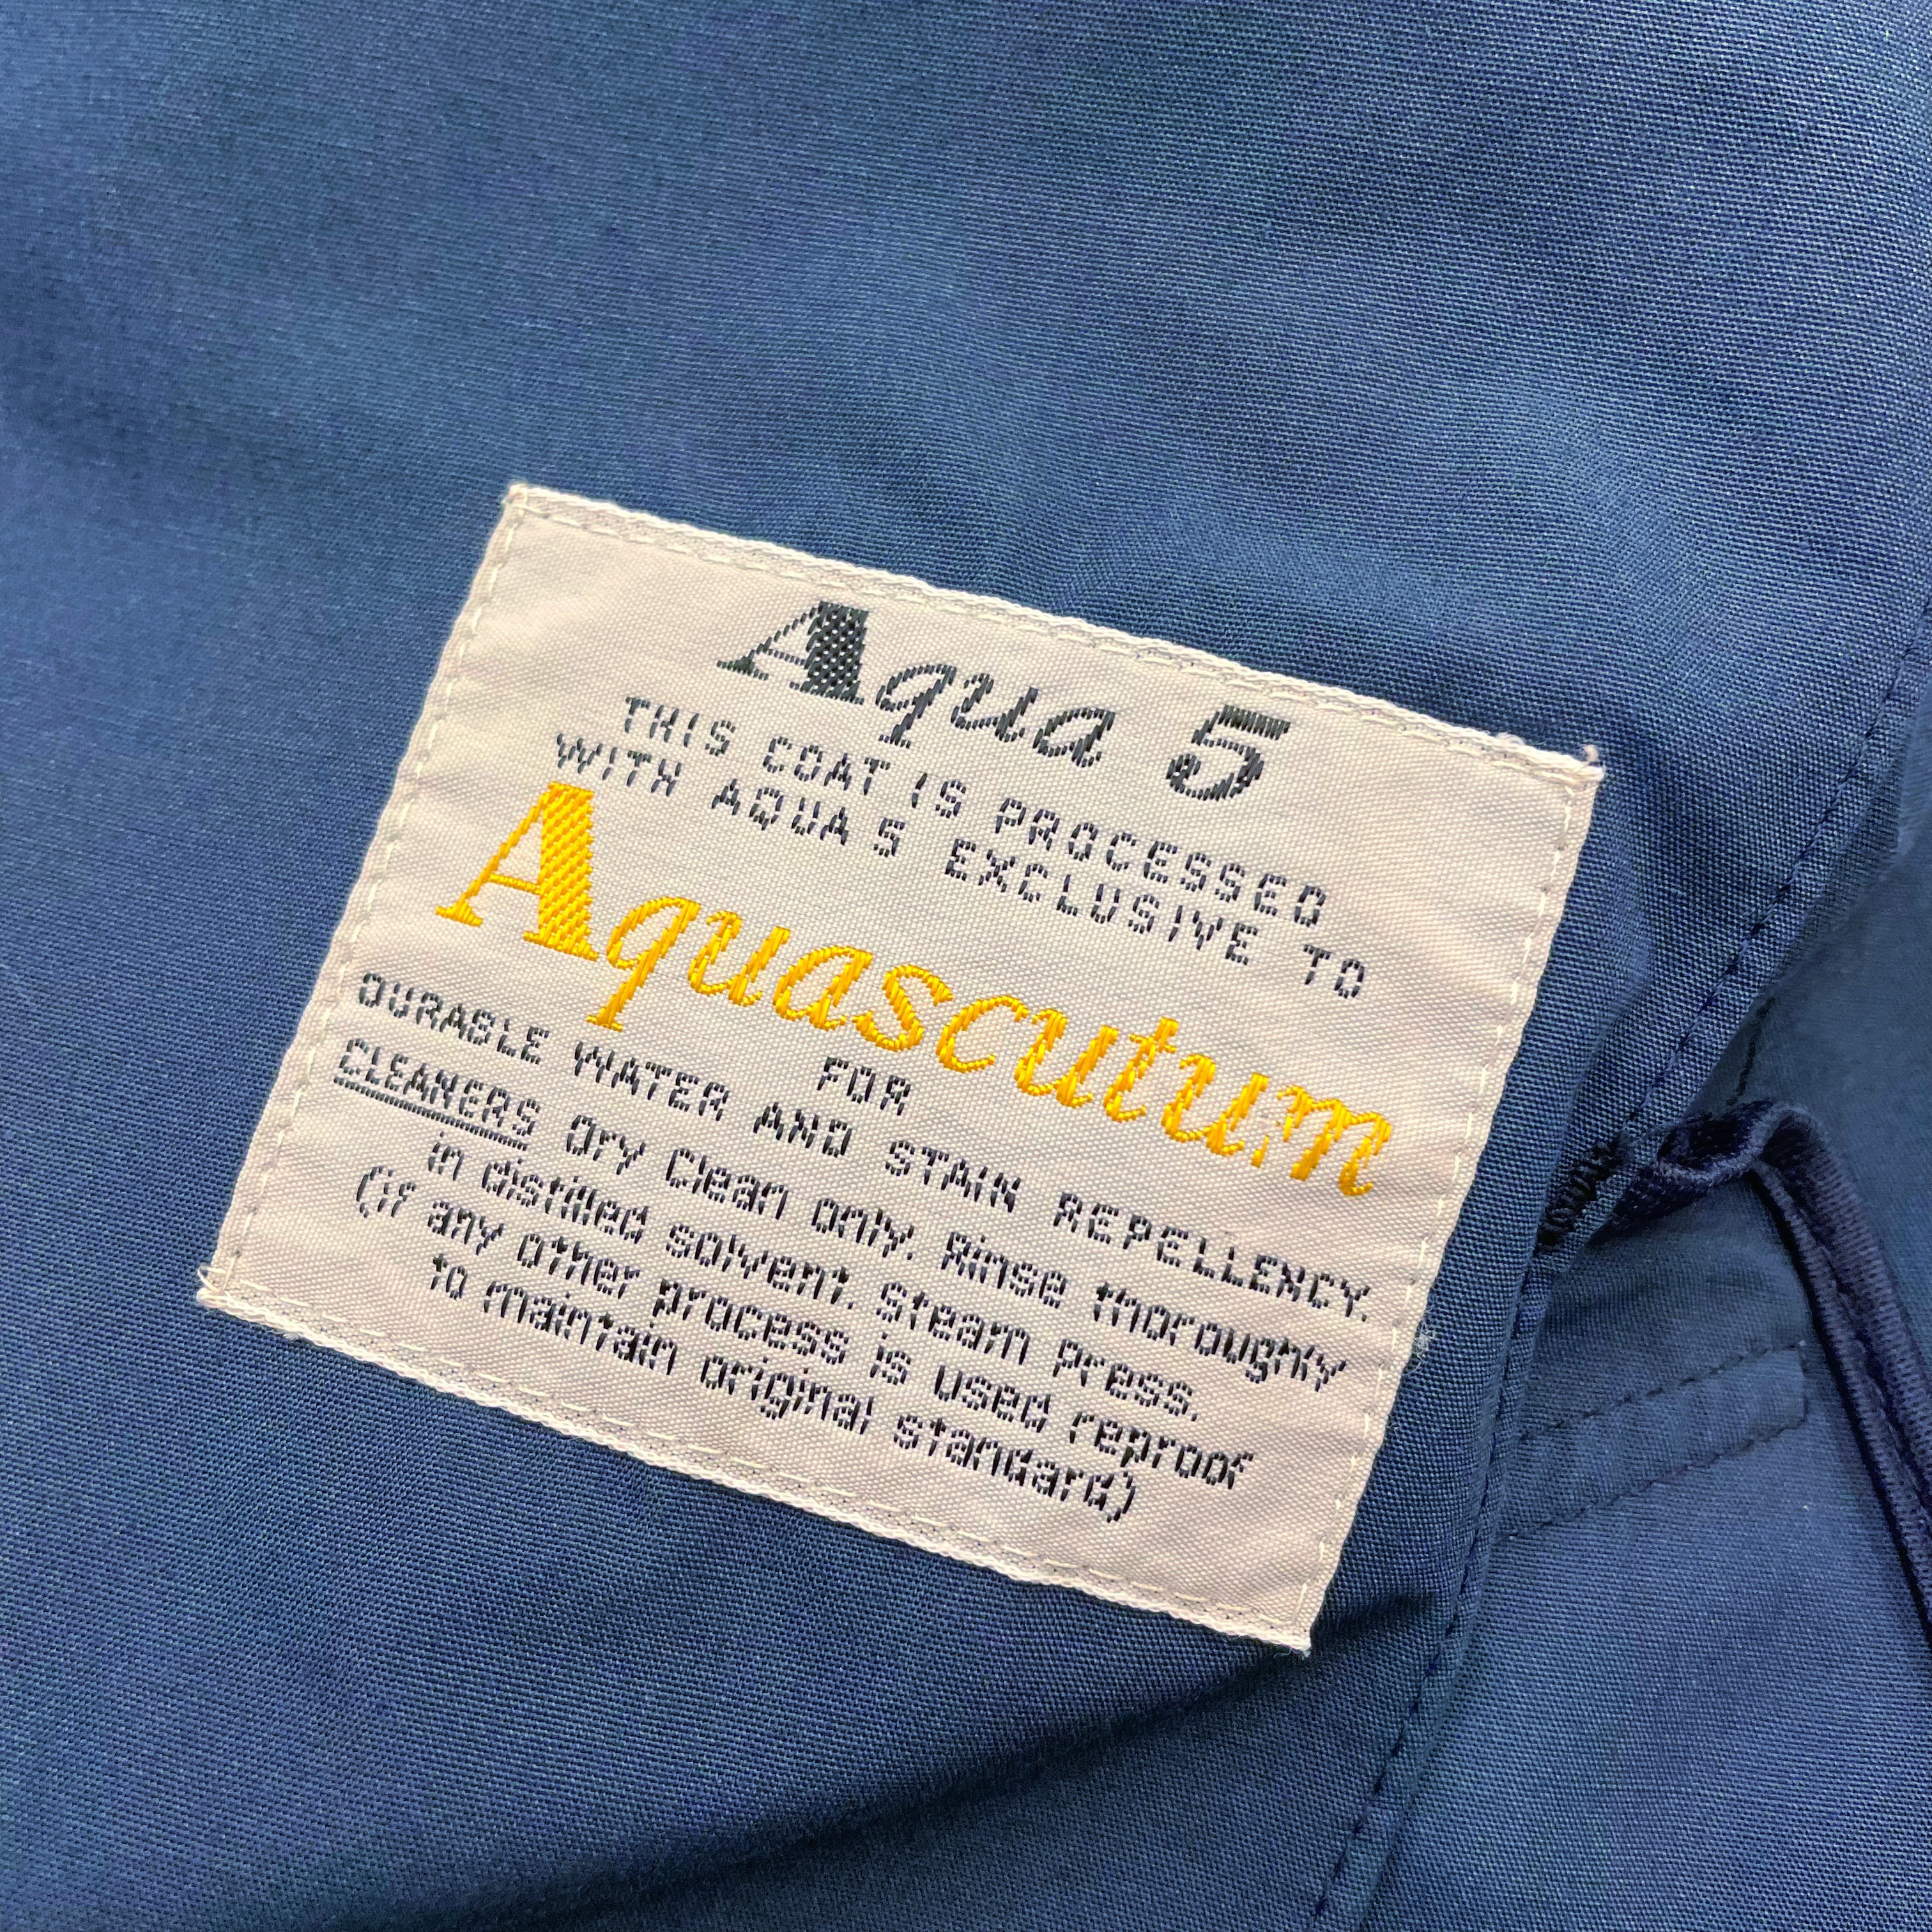 Aqua 5
THIS COAT IS PROCESSED
WITH AQUA 5 EXCLUSIVE TO
Aquascutum
FOR
DURABLE WATER AND STAIN REPELLENCY.
CLEANERS Dry Clean only. Rinse thoroughly
in distilled solvent. Steam press.
(if any other process is used reproof
to maintain original standard)